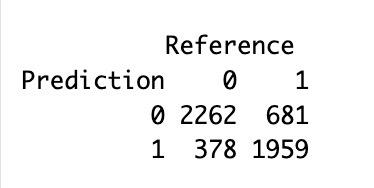 Reference
Prediction 0 1
0 2262 681
1 378 1959